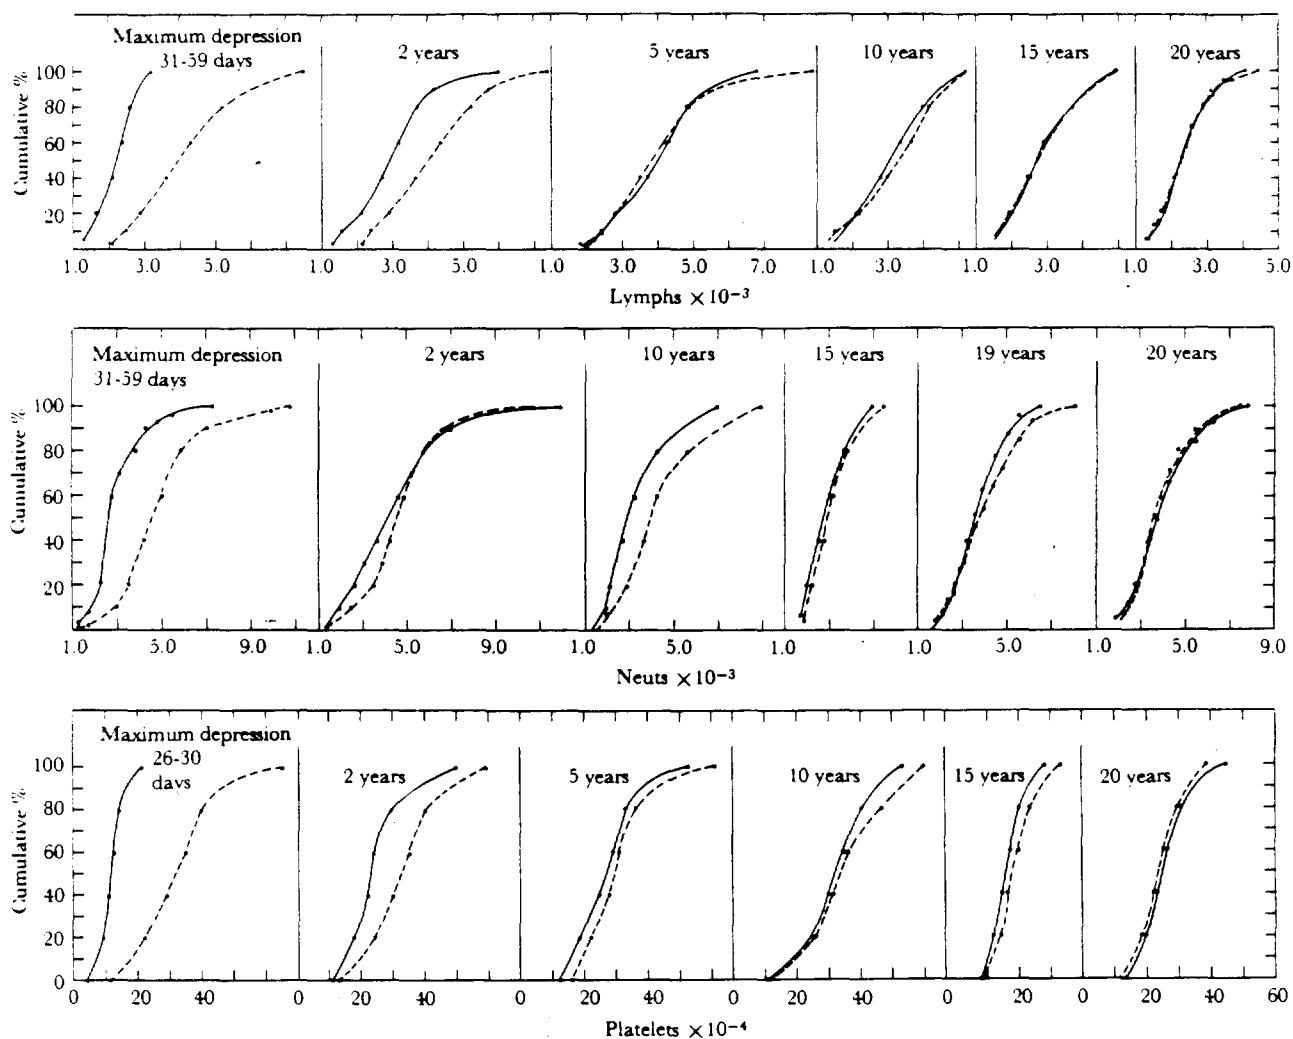 Maximum depression
31-59 days
2 years
5 years
10 years
15 years
20 years
Cumulative %
100
80
60
40
20
1.0 3.0 5.0 1.0 3.0 5.0 1.0 3.0 5.0 7.0 1.0 3.0 1.0 3.0 1.0 3.0 5.0
Lymphs ×10⁻³
Maximum depression
31-59 days
2 years
10 years
15 years
19 years
20 years
Cumulative %
100
80
60
40
20
1.0 5.0 9.0 1.0 5.0 9.0 1.0 5.0 1.0 1.0 5.0 1.0 5.0 9.0
Neuts ×10⁻³
Maximum depression
26-30
days
2 years
5 years
10 years
15 years
20 years
Cumulative %
100
80
60
40
20
0
0 20 40 0 20 40 0 20 40 0 20 40 0 20 0 20 40 60
Platelets ×10⁻⁴